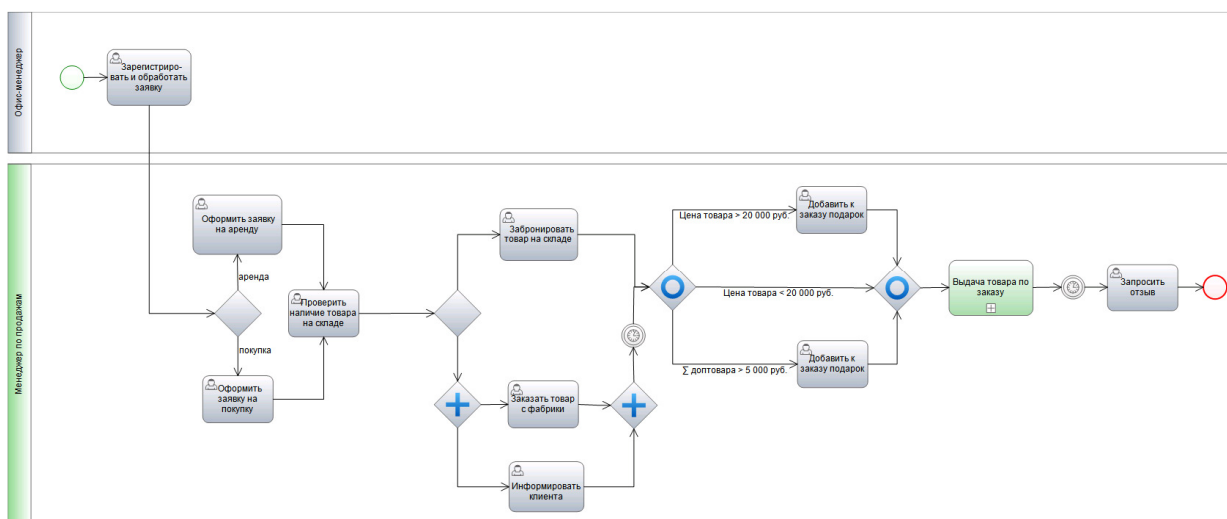 Офис-менеджер
Зарегистриро-
вать и обработать
заявку
Менеджер по продажам
Оформить заявку
на аренду
аренда
покупка
Оформить
заявку на
покупку
Проверить
наличие товара
на складе
Забронировать
товар на складе
Заказать товар
с фабрики
Информировать
клиента
Цена товара > 20 000 руб.
Цена товара < 20 000 руб.
∑ доптовара > 5 000 руб.
Добавить к
заказу подарок
Добавить к
заказу подарок
Выдача товара по
заказу
Запросить
отзыв